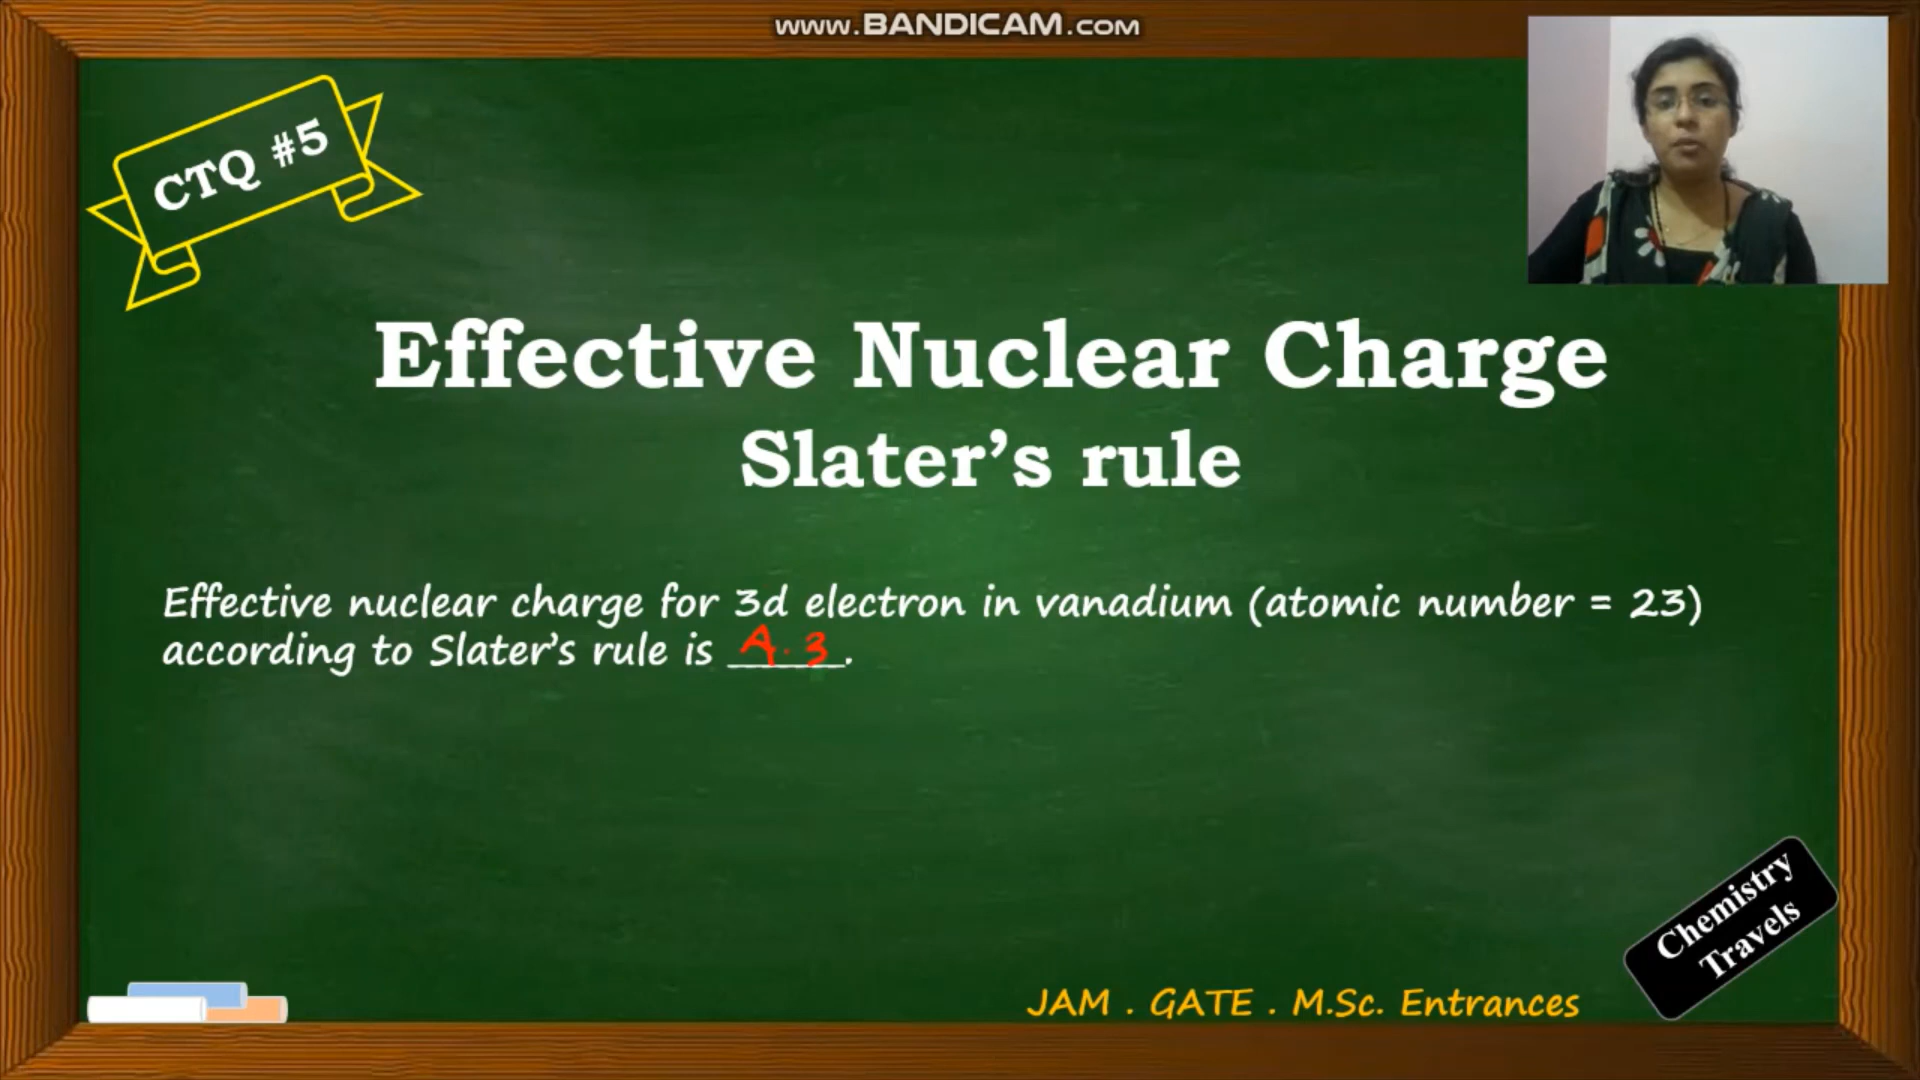 www.BANDICAM.com
CTQ #5
Effective Nuclear Charge
Slater's rule
Effective nuclear charge for 3d electron in vanadium (atomic number = 23)
according to Slater's rule is 4.3.
Chemistry
Travels
JAM . GATE . M.Sc. Entrances